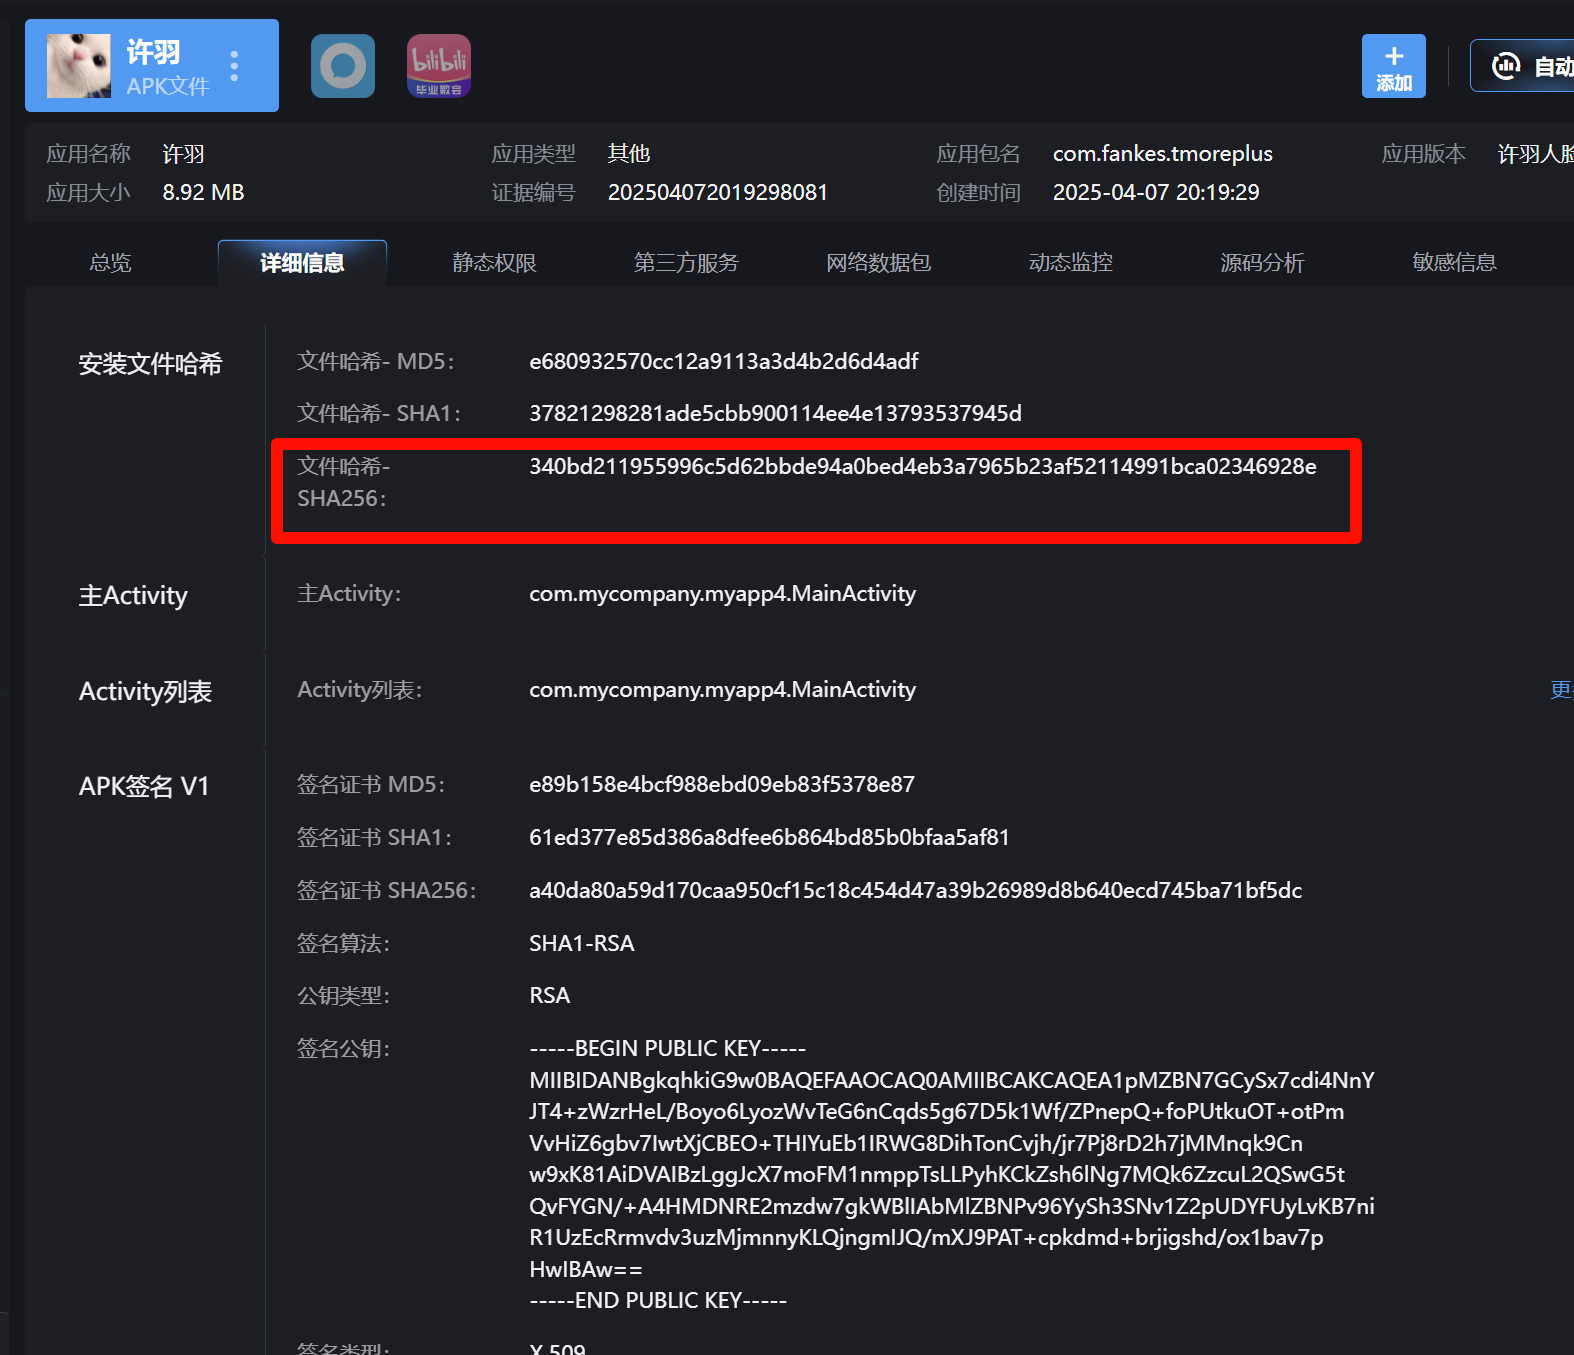 许羽
APK文件
bilibili
毕业歌会
+
添加
自动
应用名称 许羽 应用类型 其他 应用包名 com.fankes.tmoreplus 应用版本 许羽人脸
应用大小 8.92 MB 证据编号 202504072019298081 创建时间 2025-04-07 20:19:29
总览 详细信息 静态权限 第三方服务 网络数据包 动态监控 源码分析 敏感信息
安装文件哈希 文件哈希- MD5： e680932570cc12a9113a3d4b2d6d4adf
文件哈希- SHA1： 37821298281ade5cbb900114ee4e13793537945d
文件哈希- 340bd211955996c5d62bbde94a0bed4eb3a7965b23af52114991bca02346928e
SHA256：
主Activity 主Activity： com.mycompany.myapp4.MainActivity
Activity列表 Activity列表： com.mycompany.myapp4.MainActivity 更多
APK签名 V1 签名证书 MD5： e89b158e4bcf988ebd09eb83f5378e87
签名证书 SHA1： 61ed377e85d386a8dfee6b864bd85b0bfaa5af81
签名证书 SHA256： a40da80a59d170caa950cf15c18c454d47a39b26989d8b640ecd745ba71bf5dc
签名算法： SHA1-RSA
公钥类型： RSA
签名公钥： -----BEGIN PUBLIC KEY-----
MIIBIDANBgkqhkiG9w0BAQEFAAOCAQ0AMIIBCAKCAQEA1pMZBN7GCySx7cdi4NnY
JT4+zWzrHeL/Boyo6LyozWvTeG6nCqds5g67D5k1Wf/ZPnepQ+foPUtkuOT+otPm
VvHiZ6gbv7IwtXjCBEO+THIYuEb1IRWG8DihTonCvjh/jr7Pj8rD2h7jMMnqk9Cn
w9xK81AiDVAIBzLggJcX7moFM1nmppTsLLPyhKCkZsh6lNg7MQk6ZzcuL2QSwG5t
QvFYGN/+A4HMDNRE2mzdw7gkWBlIAbMlZBNPv96YySh3SNv1Z2pUDYFUyLvKB7ni
R1UzEcRrmvdv3uzMjmnnyKLQjngmIJQ/mXJ9PAT+cpkdmd+brjigshd/ox1bav7p
HwIBAw==
-----END PUBLIC KEY-----
签名类型： X.509